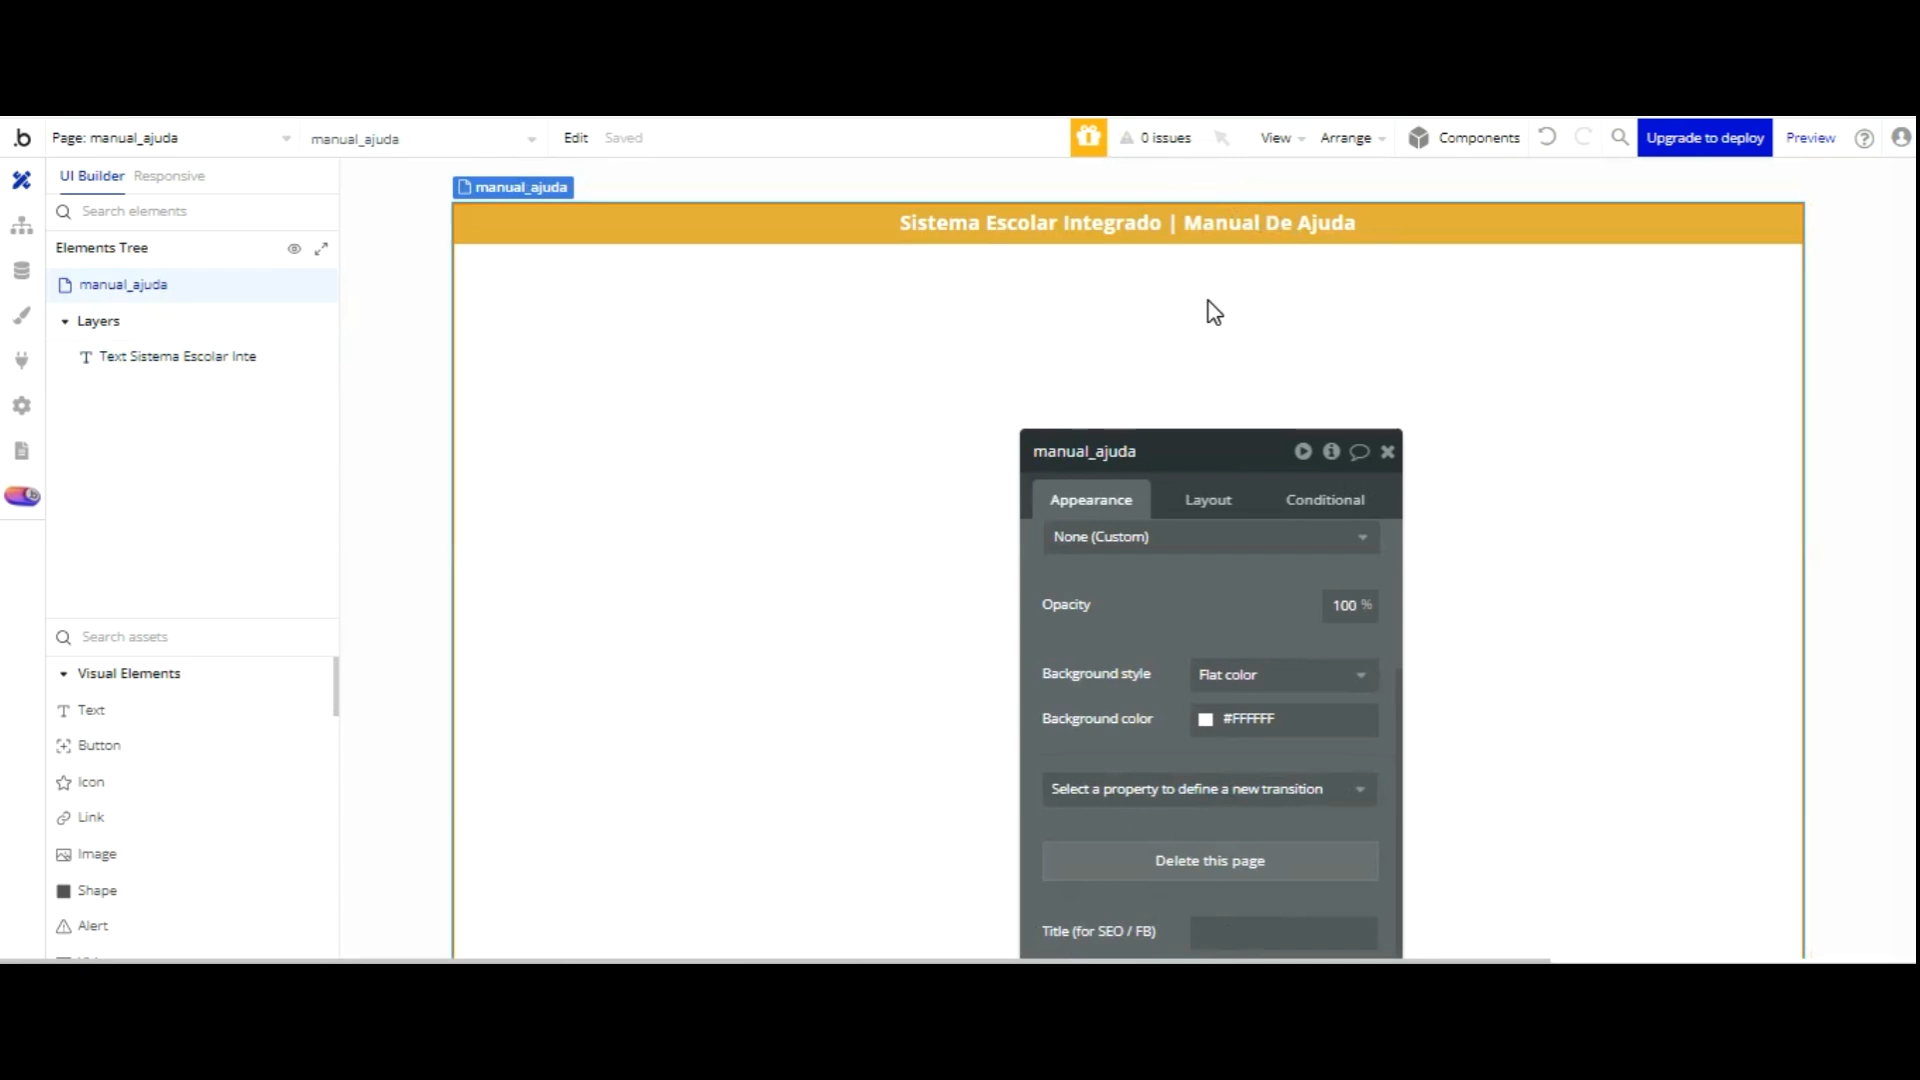 .b Page: manual_ajuda manual_ajuda Edit Saved 0 issues View Arrange Components Upgrade to deploy Preview
UI Builder Responsive
Search elements
Elements Tree
manual_ajuda
Layers
Text Sistema Escolar Inte
Search assets
Visual Elements
Text
Button
Icon
Link
Image
Shape
Alert
manual_ajuda
Sistema Escolar Integrado | Manual De Ajuda
manual_ajuda
Appearance Layout Conditional
None (Custom)
Opacity 100 %
Background style Flat color
Background color #FFFFFF
Select a property to define a new transition
Delete this page
Title (for SEO / FB)